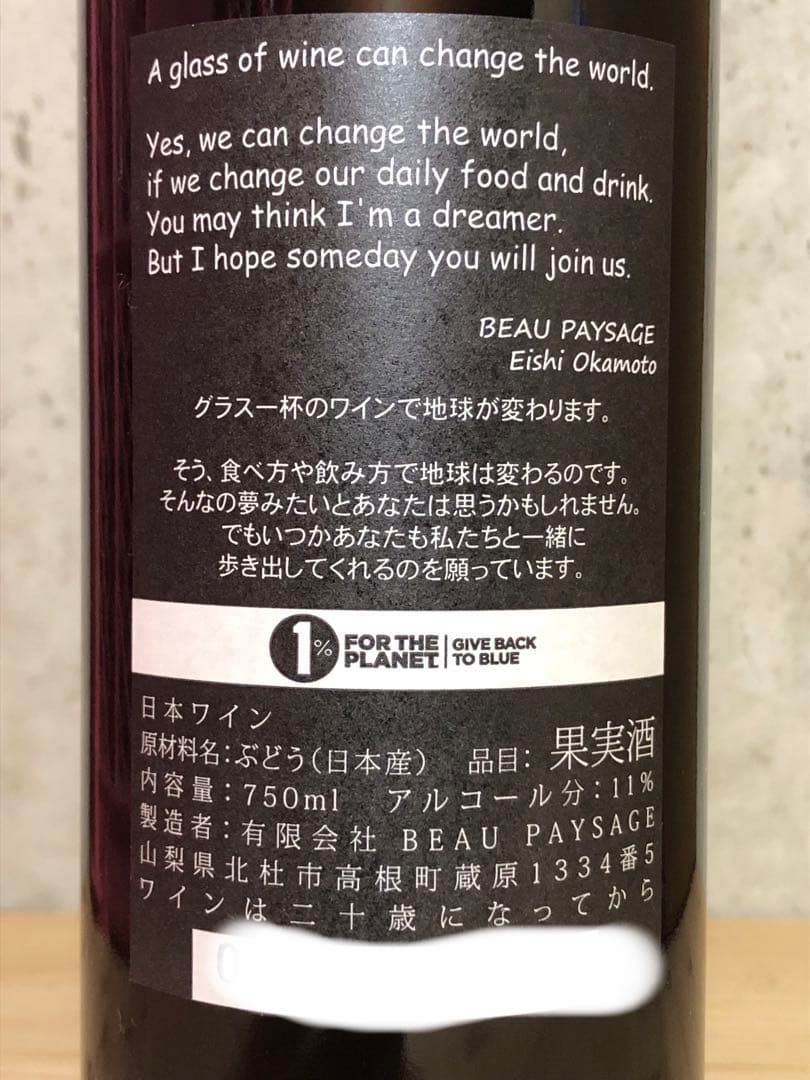 A glass of wine can change the world.
Yes, we can change the world,
if we change our daily food and drink.
You may think I'm a dreamer.
But I hope someday you will join us.
BEAU PAYSAGE
Eishi Okamoto
グラス一杯のワインで地球が変わります。
そう、食べ方や飲み方で地球は変わるのです。
そんなの夢みたいとあなたは思うかもしれません。
でもいつかあなたも私たちと一緒に
歩き出してくれるのを願っています。
1% FOR THE PLANET | GIVE BACK TO BLUE
日本ワイン
原材料名:ぶどう(日本産) 品目: 果実酒
内容量:750ml アルコール分:11%
製造者:有限会社 BEAU PAYSAGE
山梨県北杜市高根町蔵原1334番5
ワインは二十歳になってから